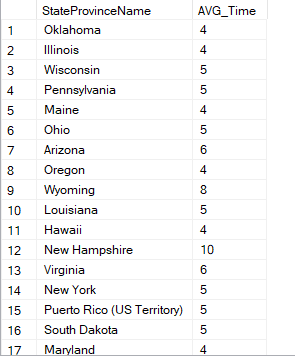 StateProvinceName AVG_Time
1 Oklahoma 4
2 Illinois 4
3 Wisconsin 5
4 Pennsylvania 5
5 Maine 4
6 Ohio 5
7 Arizona 6
8 Oregon 4
9 Wyoming 8
10 Louisiana 5
11 Hawaii 4
12 New Hampshire 10
13 Virginia 6
14 New York 5
15 Puerto Rico (US Territory) 5
16 South Dakota 5
17 Maryland 4